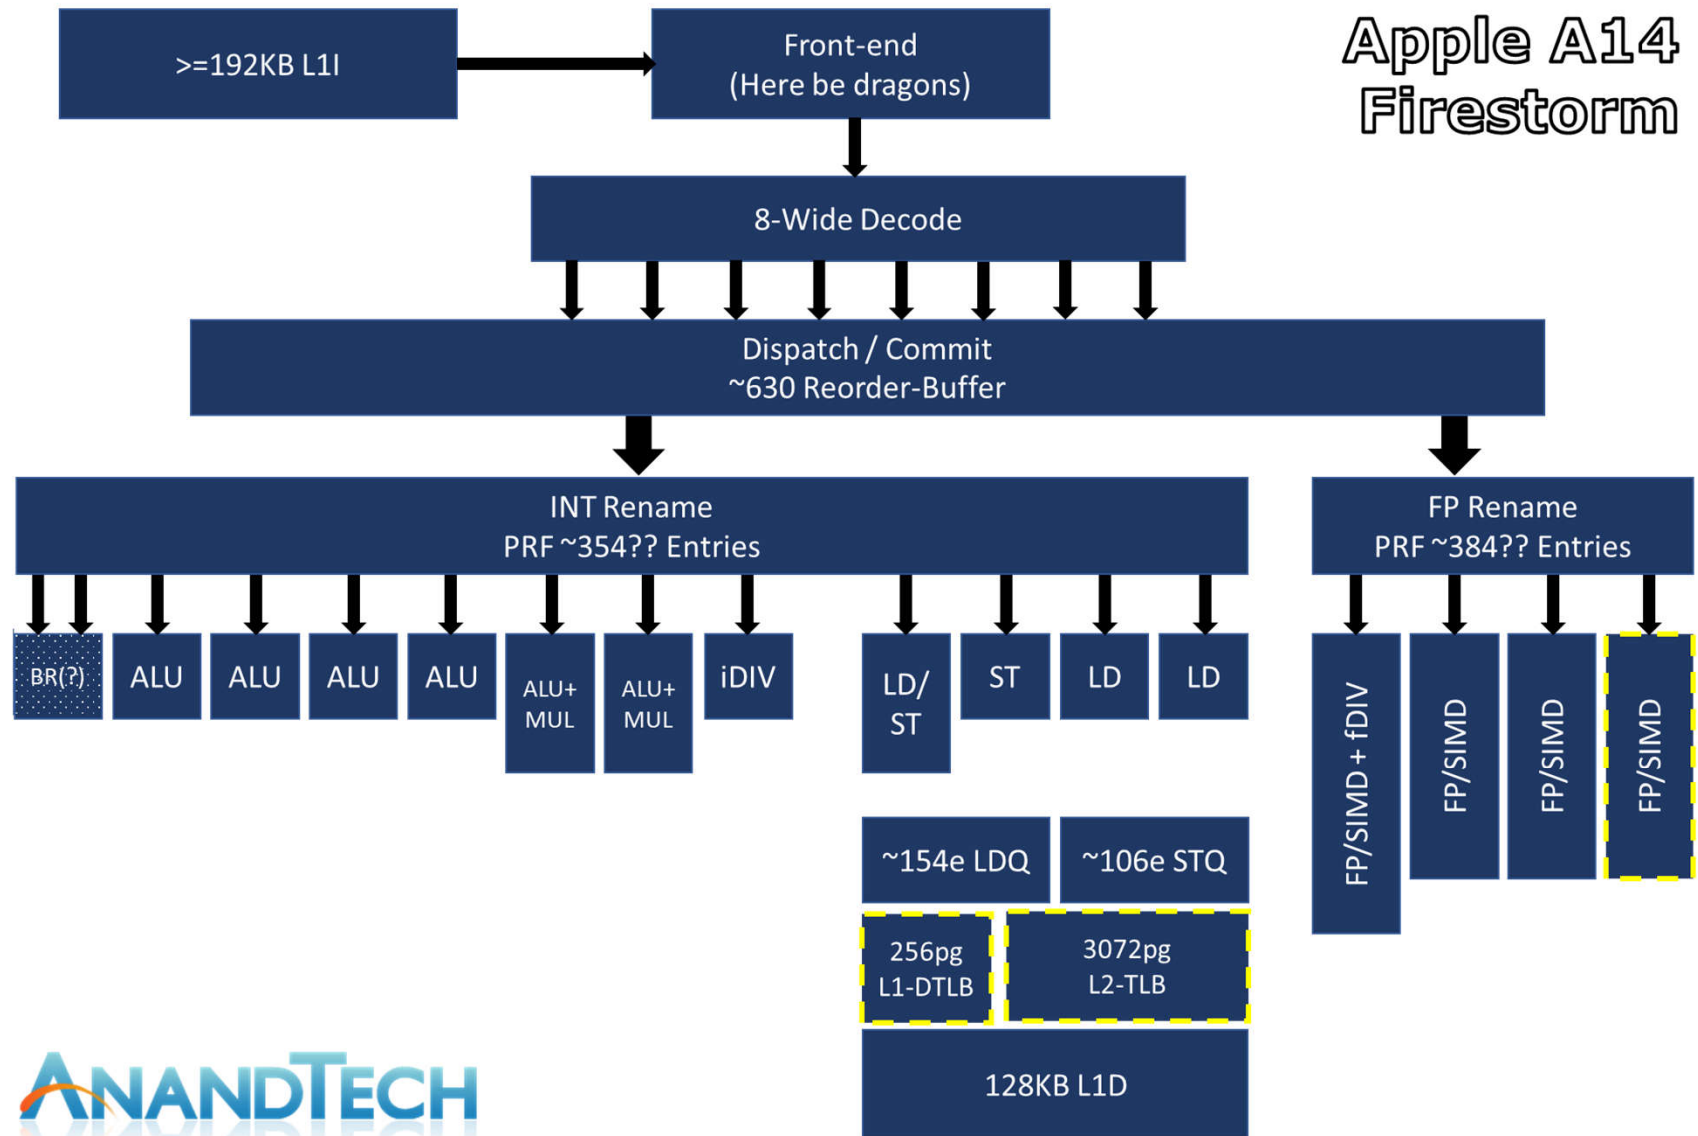 Apple A14
Firestorm
>=192KB L1I
Front-end
(Here be dragons)
8-Wide Decode
Dispatch / Commit
~630 Reorder-Buffer
INT Rename
PRF ~354?? Entries
FP Rename
PRF ~384?? Entries
BR(?)
ALU
ALU
ALU
ALU
ALU+
MUL
ALU+
MUL
iDIV
LD/
ST
ST
LD
LD
FP/SIMD + fDIV
FP/SIMD
FP/SIMD
FP/SIMD
~154e LDQ
~106e STQ
256pg
L1-DTLB
3072pg
L2-TLB
128KB L1D
ANANDTECH